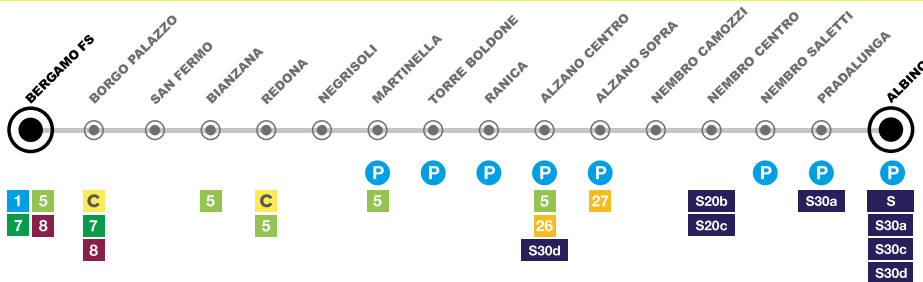 BERGAMO FS
BORGO PALAZZO
SAN FERMO
BIANZANA
REDONA
NEGRISOLI
MARTINELLA
TORRE BOLDONE
RANICA
ALZANO CENTRO
ALZANO SOPRA
NEMBRO CAMOZZI
NEMBRO CENTRO
NEMBRO SALETTI
PRADALUNGA
ALBINO
P P P P P P P P
1 5 C 5 C 5 5 27 S20b S30a S
7 8 7 5 26 S20c S30a
8 S30d S30c
S30d